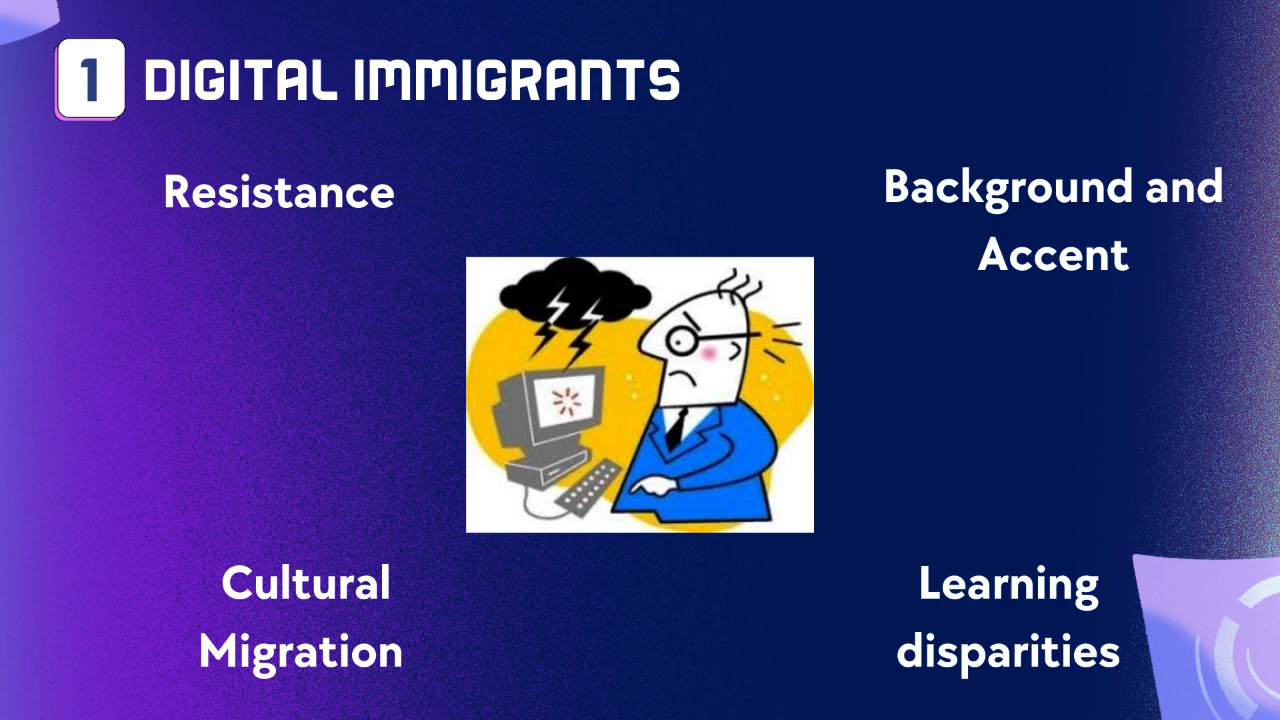 1 DIGITAL IMMIGRANTS
Resistance
Background and
Accent
Cultural
Migration
Learning
disparities